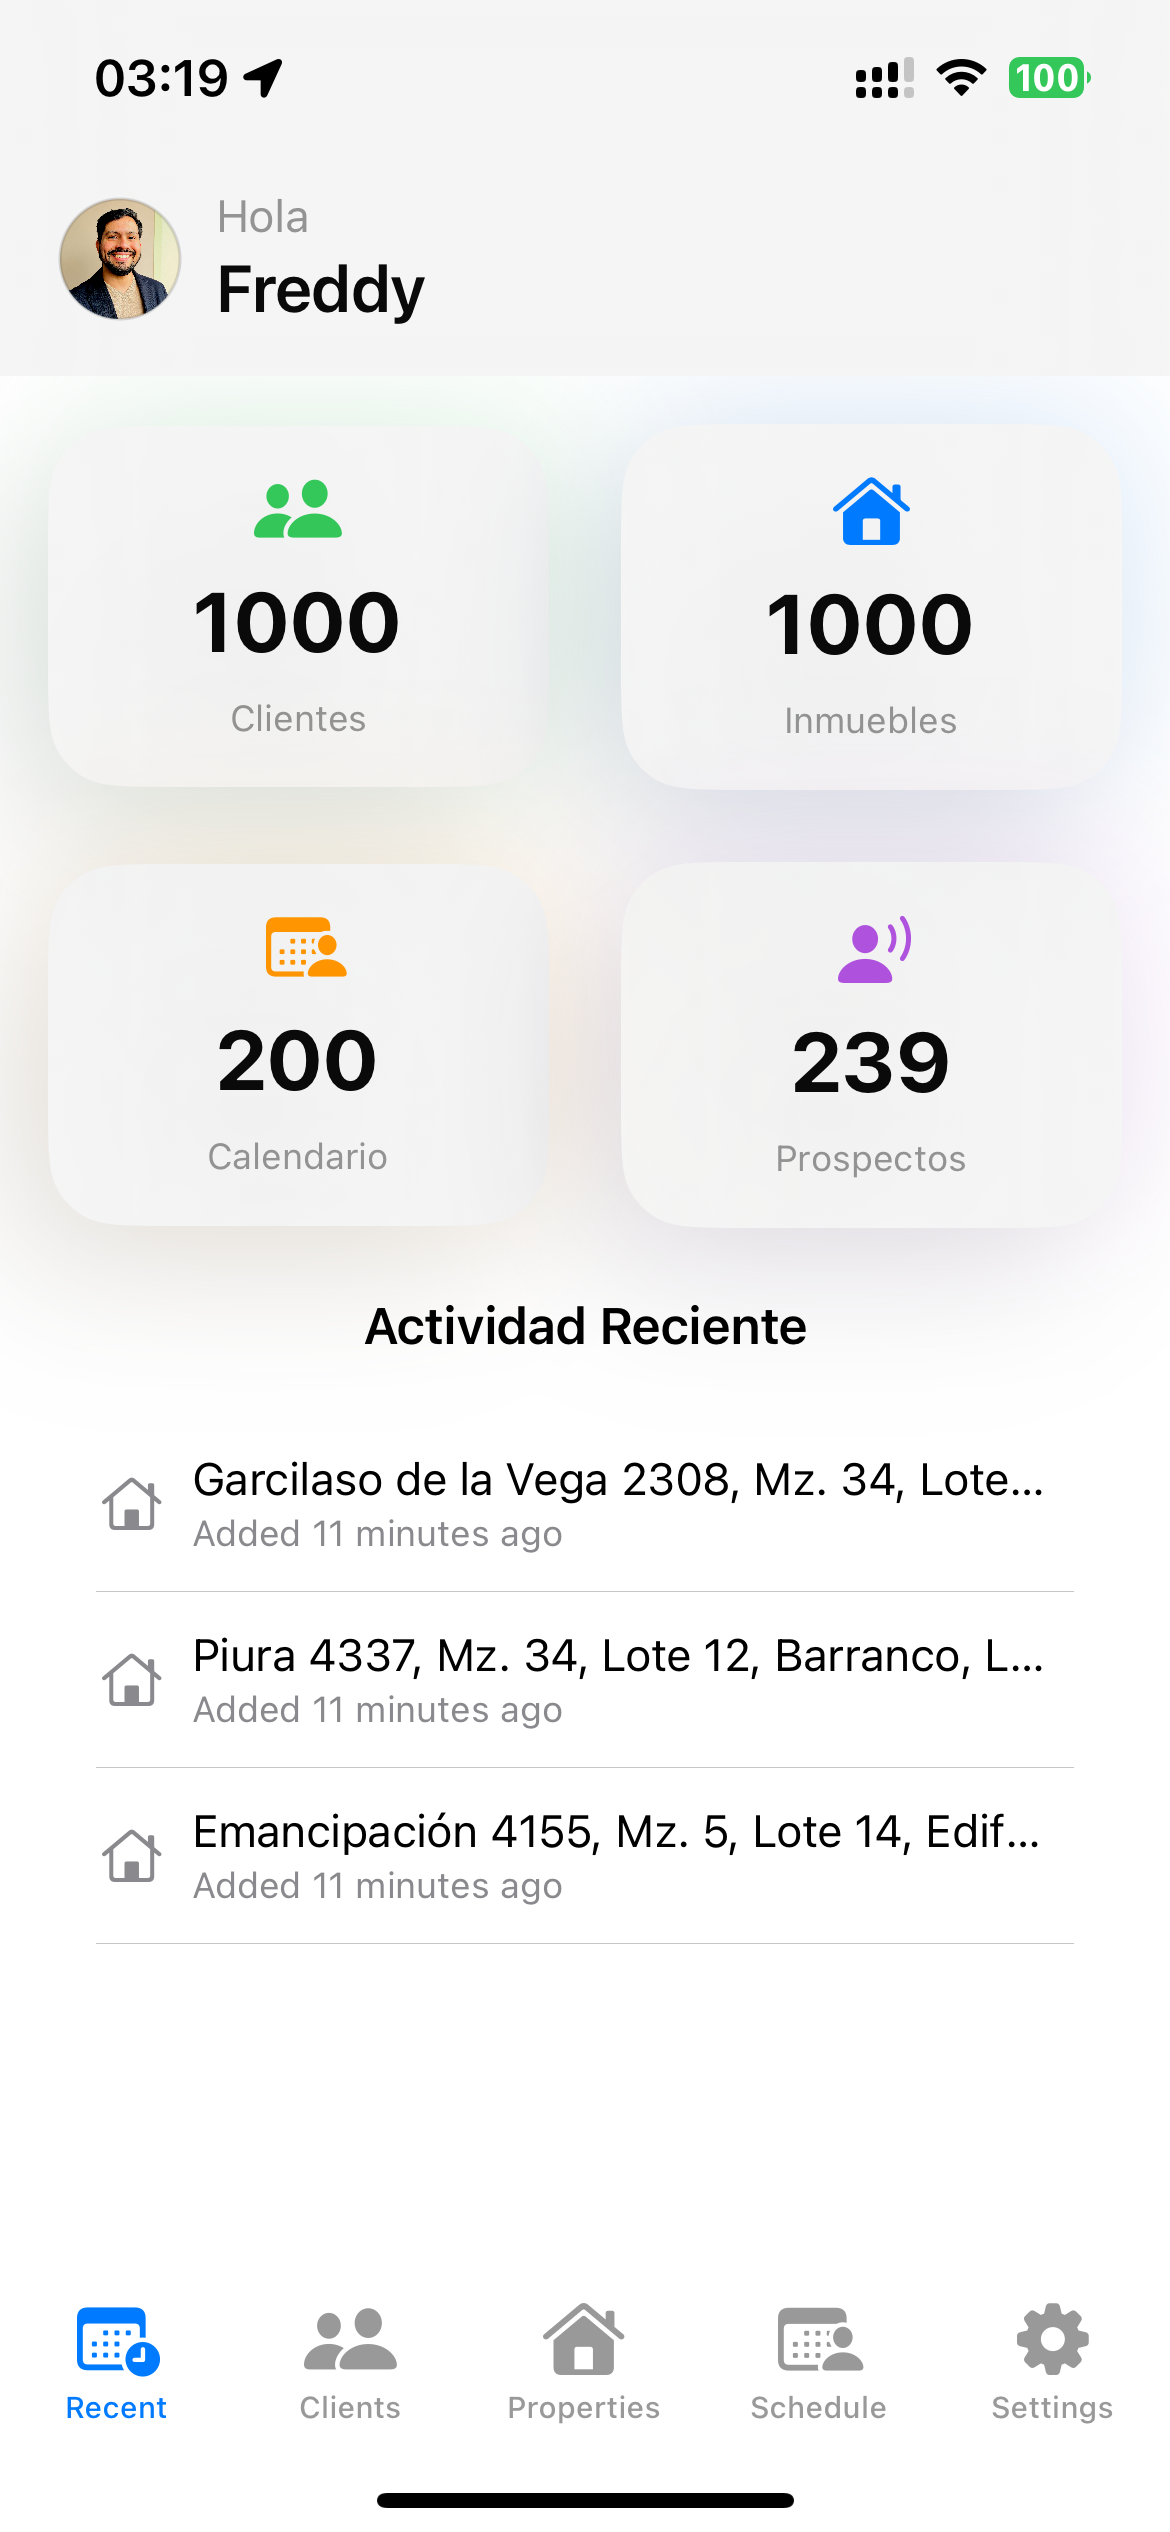 03:19
100
Hola
Freddy
1000
Clientes
1000
Inmuebles
200
Calendario
239
Prospectos
Actividad Reciente
Garcilaso de la Vega 2308, Mz. 34, Lote...
Added 11 minutes ago
Piura 4337, Mz. 34, Lote 12, Barranco, L...
Added 11 minutes ago
Emancipación 4155, Mz. 5, Lote 14, Edif...
Added 11 minutes ago
Recent
Clients
Properties
Schedule
Settings